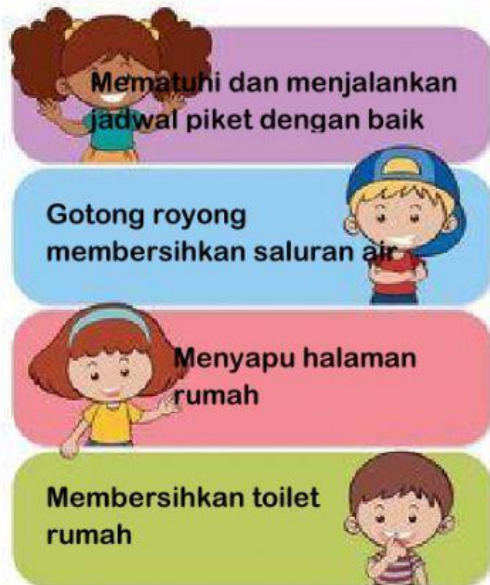 Mematuhi dan menjalankan
jadwal piket dengan baik
Gotong royong
membersihkan saluran air
Menyapu halaman
rumah
Membersihkan toilet
rumah